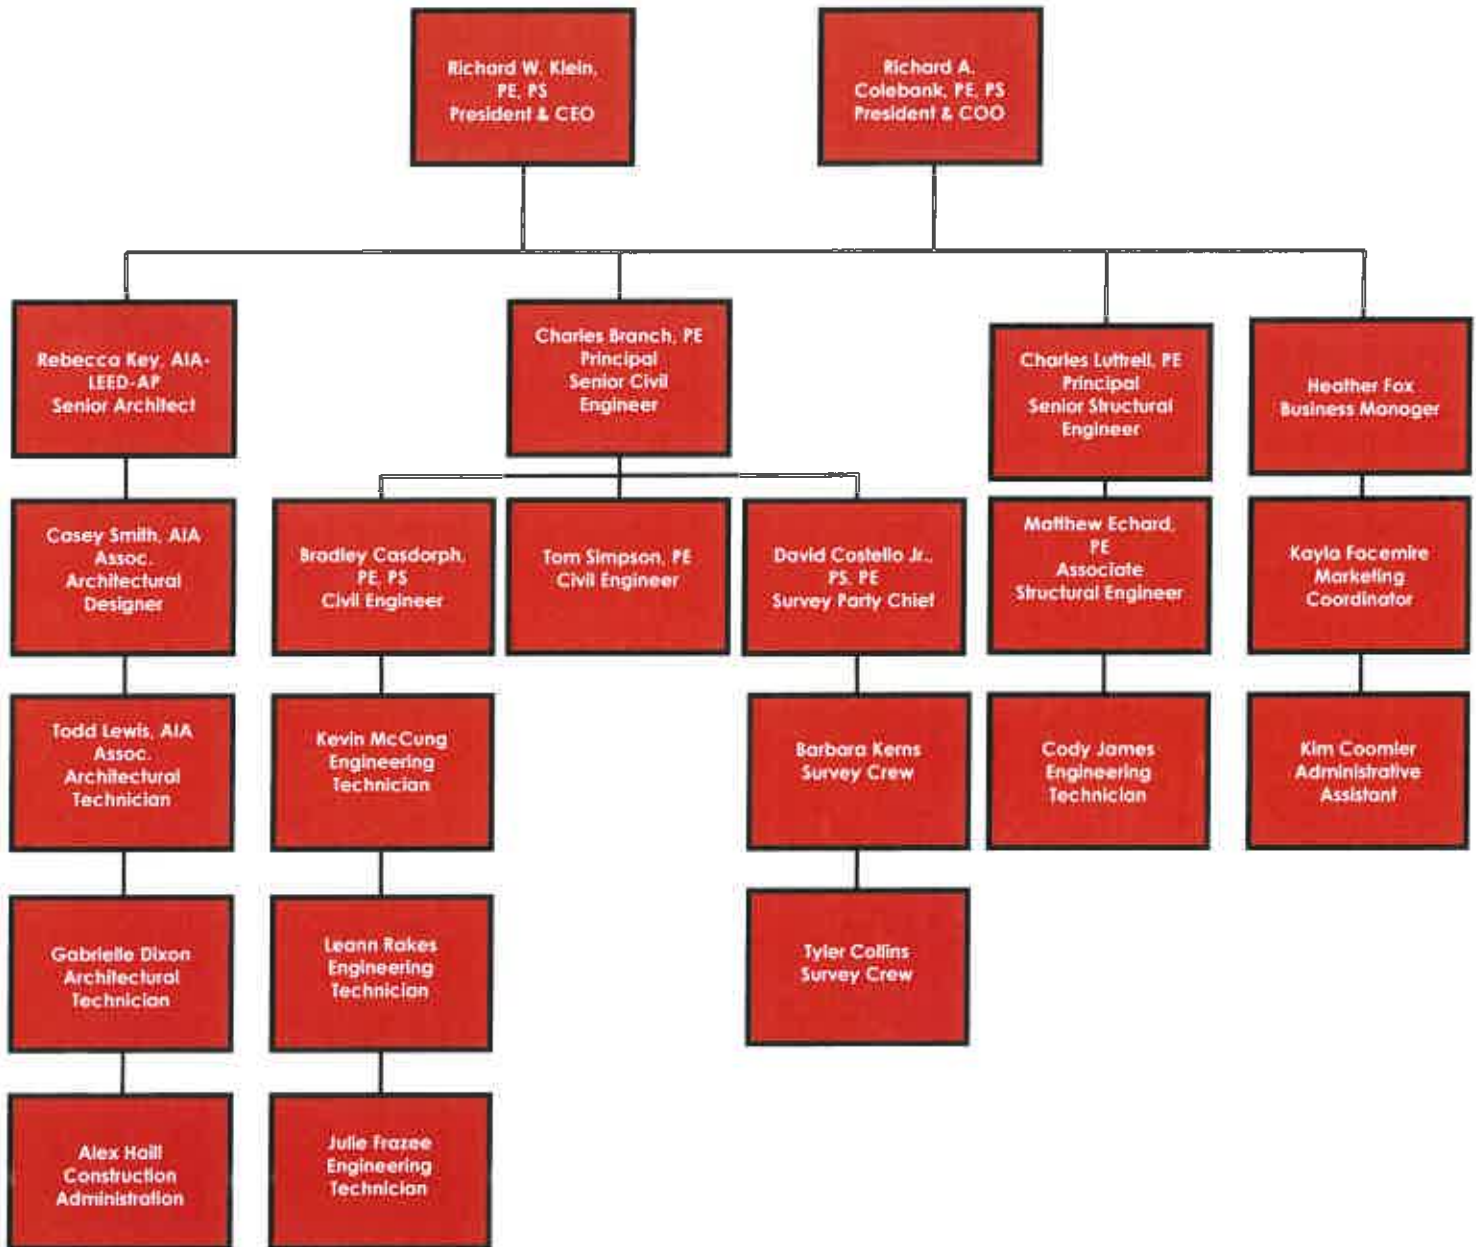 Richard W. Klein,
PE, PS
President & CEO
Richard A.
Colebank, PE, PS
President & COO
Rebecca Key, AIA-
LEED-AP
Senior Architect
Charles Branch, PE
Principal
Senior Civil
Engineer
Charles Luttrell, PE
Principal
Senior Structural
Engineer
Heather Fox
Business Manager
Casey Smith, AIA
Assoc.
Architectural
Designer
Bradley Casdorph,
PE, PS
Civil Engineer
Tom Simpson, PE
Civil Engineer
David Costello Jr.,
PS, PE
Survey Party Chief
Matthew Echard,
PE
Associate
Structural Engineer
Kayla Facemire
Marketing
Coordinator
Todd Lewis, AIA
Assoc.
Architectural
Technician
Kevin McCung
Engineering
Technician
Barbara Kerns
Survey Crew
Cody James
Engineering
Technician
Kim Coomler
Administrative
Assistant
Gabrielle Dixon
Architectural
Technician
Leann Rakes
Engineering
Technician
Tyler Collins
Survey Crew
Alex Haill
Construction
Administration
Julie Frazee
Engineering
Technician